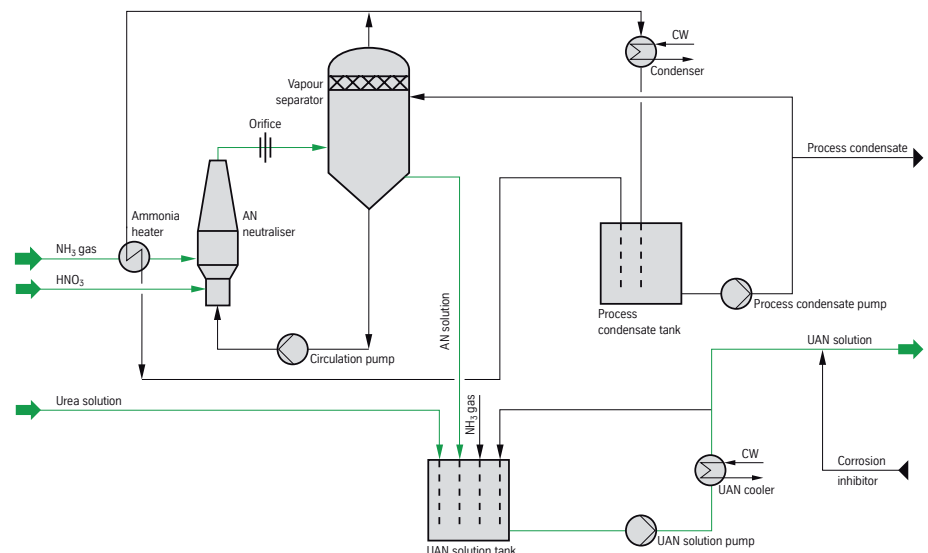 CW
Condenser
Vapour
separator
Orifice
Process condensate
Ammonia
heater
AN
neutraliser
NH₃ gas
HNO₃
Process condensate pump
Process
condensate tank
AN solution
Circulation pump
UAN solution
Urea solution
NH₃ gas
CW
UAN cooler
Corrosion
inhibitor
UAN solution pump
UAN solution tank